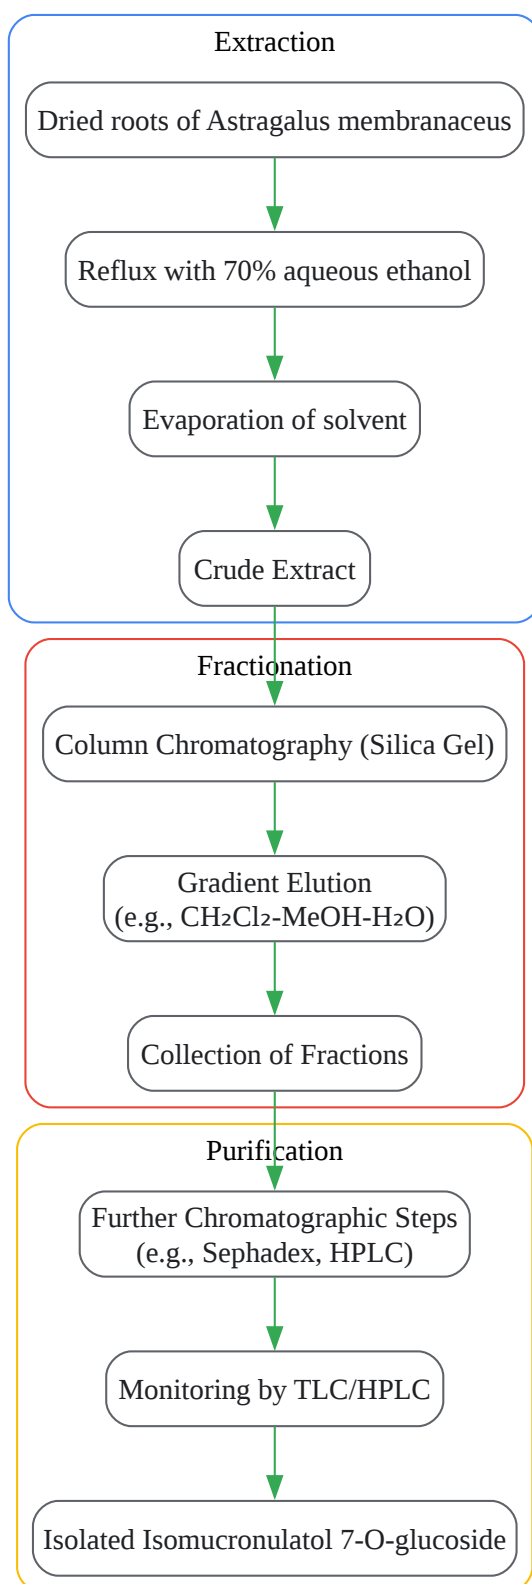 Extraction
Dried roots of Astragalus membranaceus
Reflux with 70% aqueous ethanol
Evaporation of solvent
Crude Extract
Fractionation
Column Chromatography (Silica Gel)
Gradient Elution
(e.g., CH₂Cl₂-MeOH-H₂O)
Collection of Fractions
Purification
Further Chromatographic Steps
(e.g., Sephadex, HPLC)
Monitoring by TLC/HPLC
Isolated Isomucronulatol 7-O-glucoside